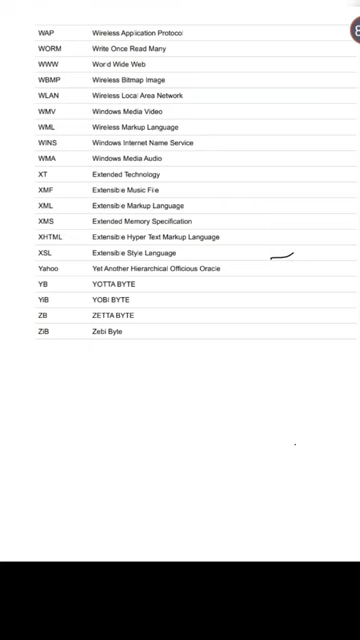 WAP Wireless Application Protocol
WORM Write Once Read Many
WWW World Wide Web
WBMP Wireless Bitmap Image
WLAN Wireless Local Area Network
WMV Windows Media Video
WML Wireless Markup Language
WINS Windows Internet Name Service
WMA Windows Media Audio
XT Extended Technology
XMF Extensible Music File
XML Extensible Markup Language
XMS Extended Memory Specification
XHTML Extensible Hyper Text Markup Language
XSL Extensible Style Language
Yahoo Yet Another Hierarchical Officious Oracle
YB YOTTA BYTE
YiB YOBI BYTE
ZB ZETTA BYTE
ZiB Zebi Byte